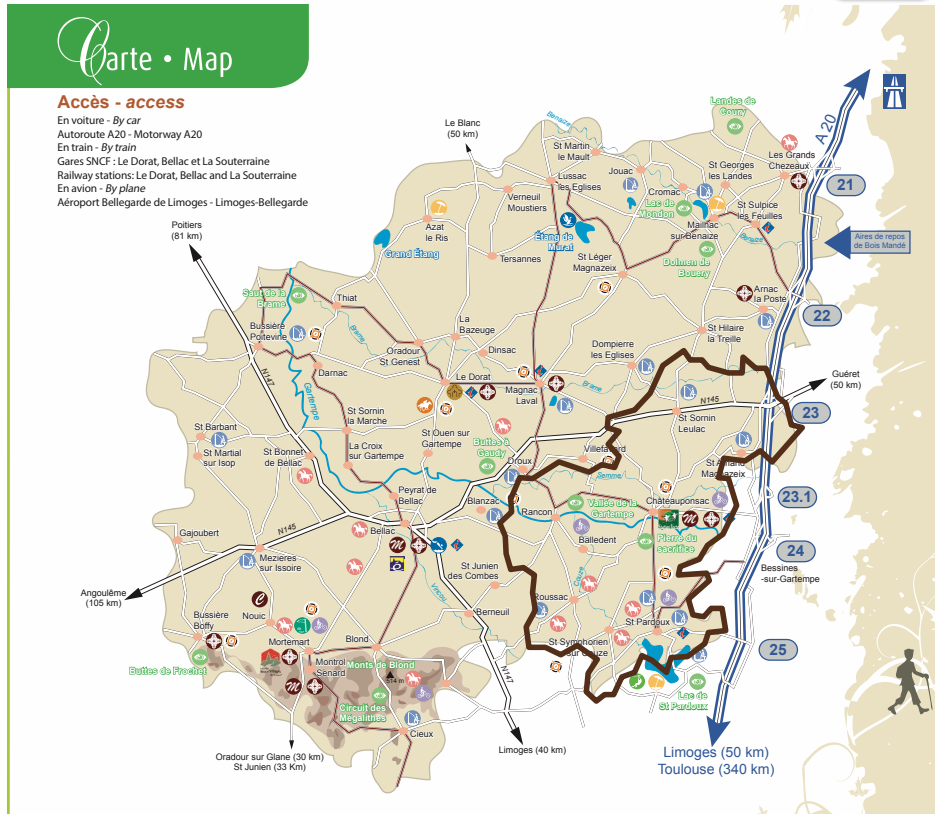 Carte • Map
Accès - access
En voiture - By car
Autoroute A20 - Motorway A20
En train - By train
Gares SNCF : Le Dorat, Bellac et La Souterraine
Railway stations: Le Dorat, Bellac and La Souterraine
En avion - By plane
Aéroport Bellegarde de Limoges - Limoges-Bellegarde
Landes de
Coury
A 20
Le Blanc
(50 km)
Benaize
St Martin
le Mault
Les Grands
Chezeaux
Jouac
St Georges
les Landes
21
Lussac
les Eglises
Cromac
Verneuil
Moustiers
Lac de
Mondon
St Sulpice
les Feuilles
Mailhac
sur Benaize
Poitiers
(81 km)
Azat
le Ris
Étang de
Murat
Benaize
Aires de repos
de Bois Mandé
Grand Étang
Tersannes
St Léger
Magnazeix
Dolmen de
Bouery
Saut de la
Brame
Thiat
Arnac
la Poste
22
Bussière
Poitevine
Brame
La
Bazeuge
St Hilaire
la Treille
Oradour
St Genest
Dinsac
Dompierre
les Eglises
N147
Darnac
Le Dorat
Magnac
Laval
Brame
Guéret
(50 km)
Gartempe
N145
23
St Sornin
la Marche
St Sornin
Leulac
St Barbant
St Ouen sur
Gartempe
Buttes à
Gaudy
St Martial
sur Isop
St Bonnet
de Bellac
La Croix
sur Gartempe
Droux
Villefavard
St Amand
Magnazeix
Semme
23.1
Peyrat de
Bellac
Blanzac
Rancon
Vallée de la
Gartempe
Châteauponsac
N145
Bellac
Gajoubert
Balledent
Pierre du
sacrifice
24
Mezieres
sur Issoire
Bessines
-sur-Gartempe
St Junien
des Combes
Couze
Angoulême
(105 km)
Vincou
Roussac
Berneuil
Bussière
Boffy
Nouic
St Pardoux
Mortemart
Blond
St Symphorien
sur Couze
25
Buttes de Frochet
Montrol
Sénard
Monts de Blond
514 m
N147
Circuit des
Mégalithes
Lac de
St Pardoux
Cieux
Oradour sur Glane (30 km)
St Junien (33 Km)
Limoges (40 km)
Limoges (50 km)
Toulouse (340 km)